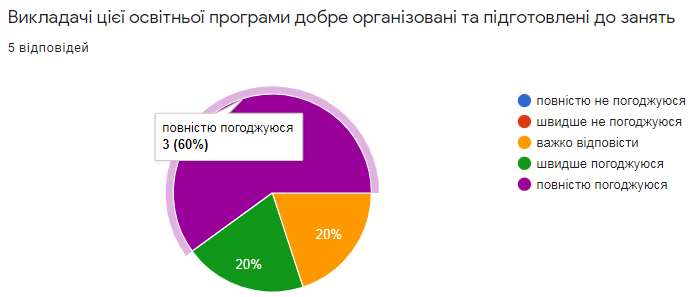 Викладачі цієї освітньої програми добре організовані та підготовлені до занять
5 відповідей
повністю погоджуюся
3 (60%)
20%
20%
повністю не погоджуюся
швидше не погоджуюся
важко відповісти
швидше погоджуюся
повністю погоджуюся